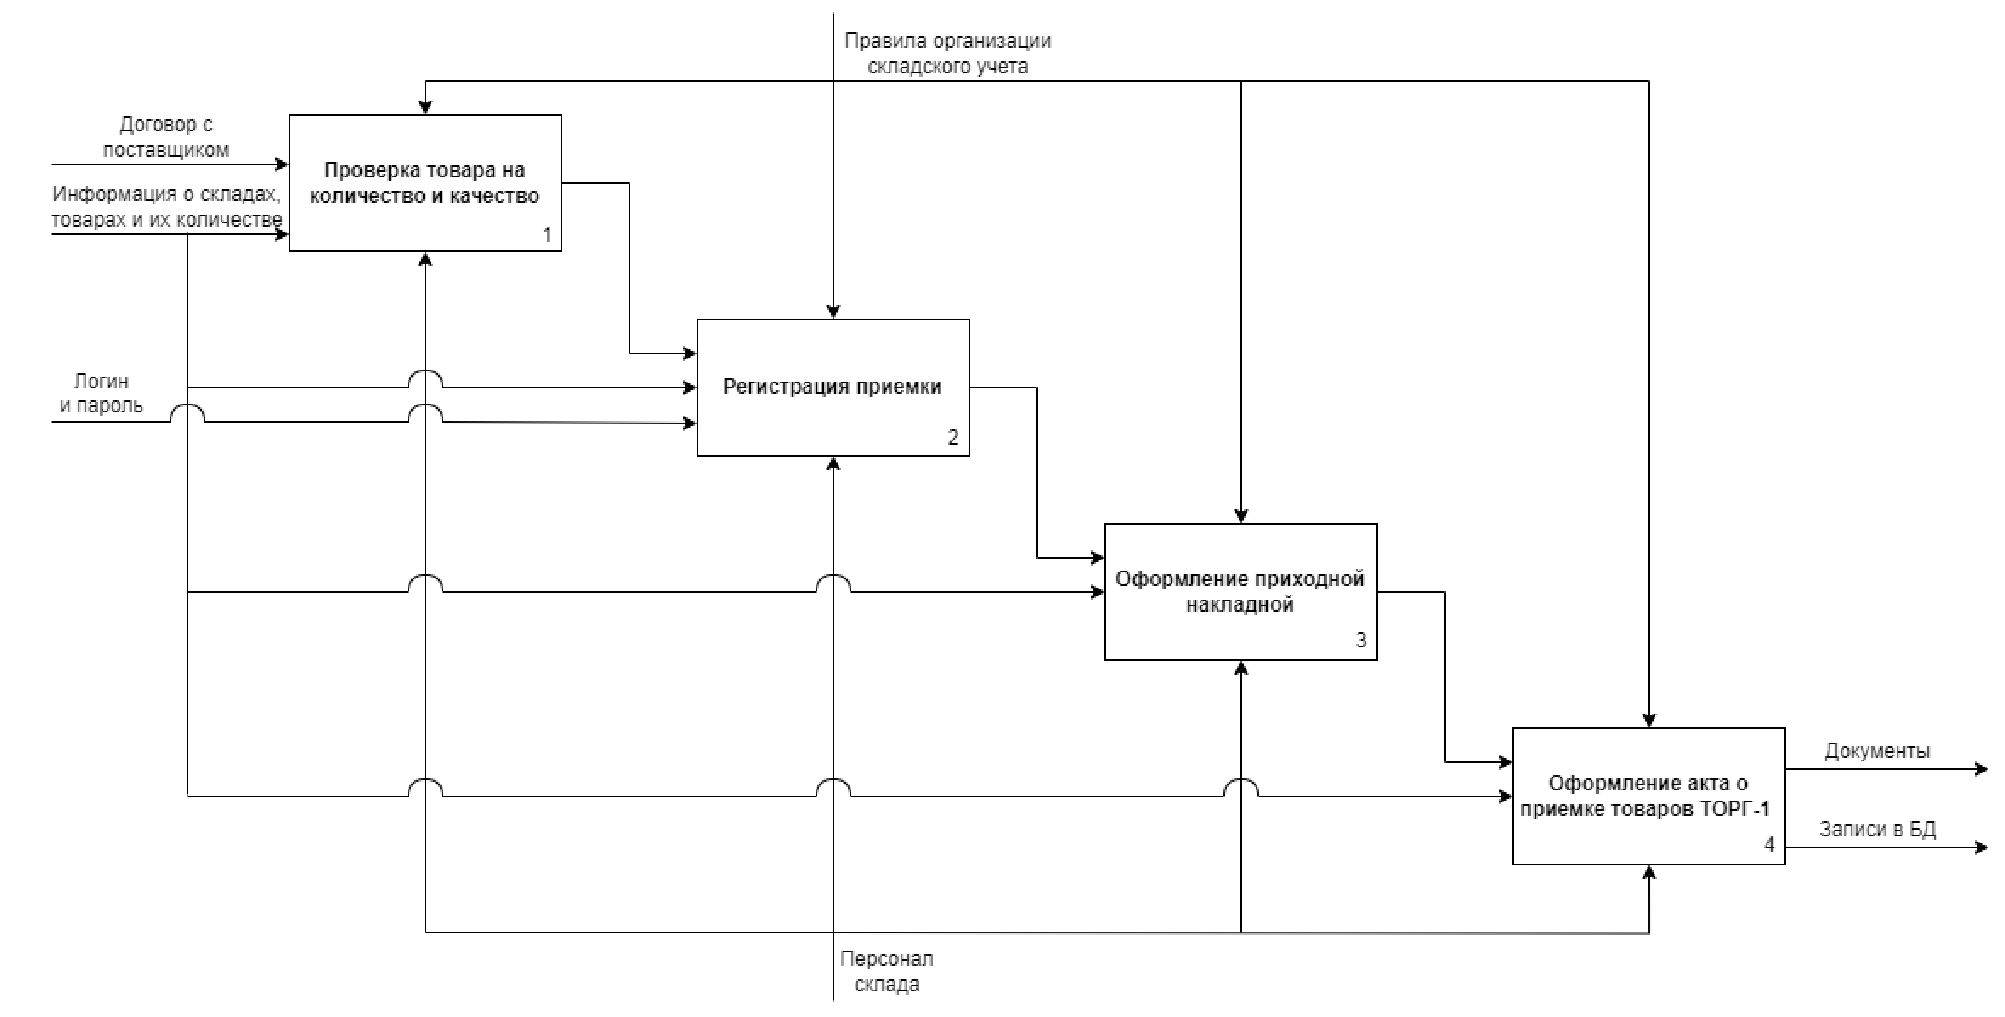 Правила организации
складского учета
Договор с
поставщиком
Информация о складах,
товарах и их количестве
Проверка товара на
количество и качество
1
Логин
и пароль
Регистрация приемки
2
Оформление приходной
накладной
3
Оформление акта о
приемке товаров ТОРГ-1
4
Документы
Записи в БД
Персонал
склада